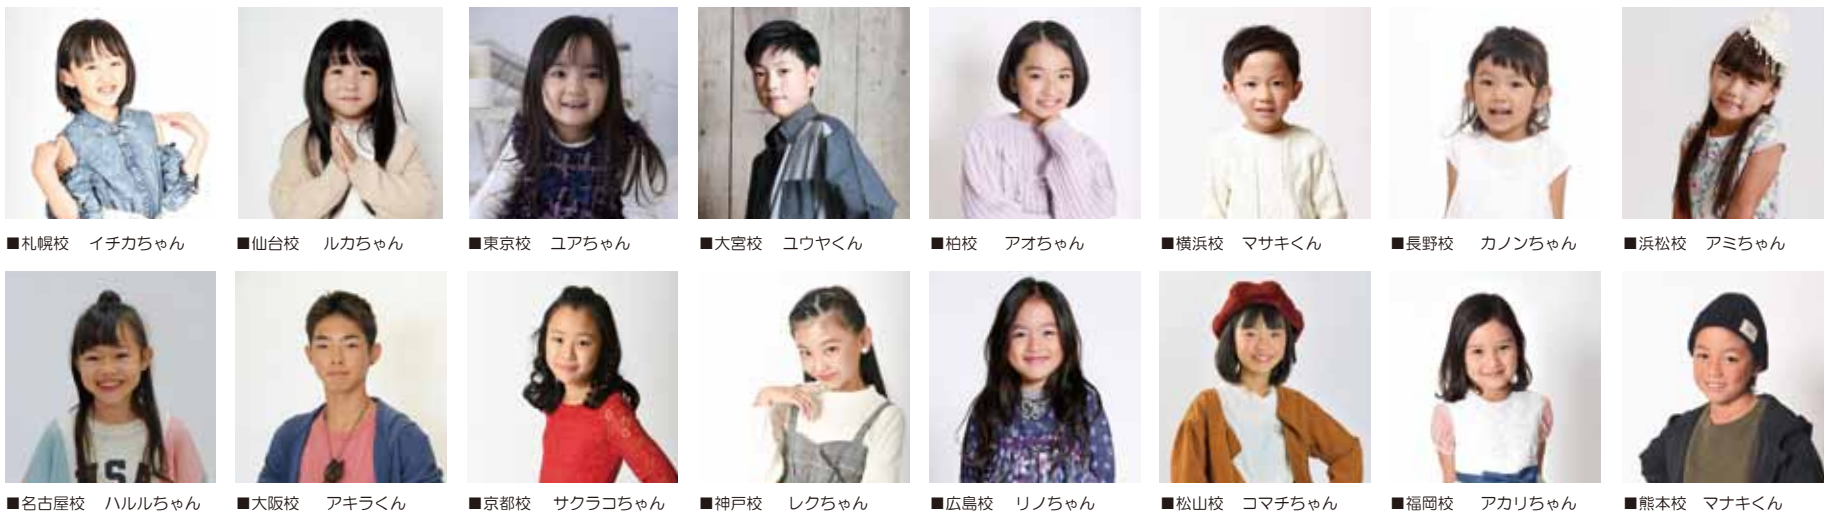 ■札幌校 イチカちゃん
■仙台校 ルカちゃん
■東京校 ユアちゃん
■大宮校 ユウヤくん
■柏校 アオちゃん
■横浜校 マサキくん
■長野校 カノンちゃん
■浜松校 アミちゃん
USA
■名古屋校 ハルルちゃん
■大阪校 アキラくん
■京都校 サクラコちゃん
■神戸校 レクちゃん
■広島校 リノちゃん
■松山校 コマチちゃん
■福岡校 アカリちゃん
■熊本校 マナキくん